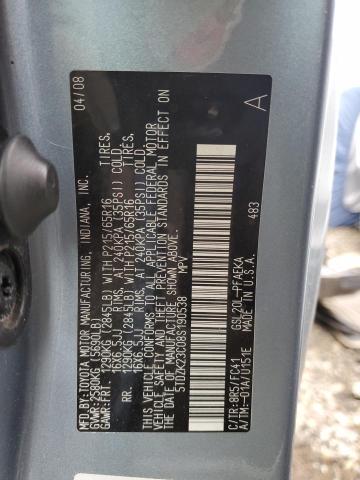 MFD.BY:TOYOTA MOTOR MANUFACTURING, INDIANA, INC. 04/08
GVWR:2580KG (5690LB)
GAWR:FRT. 1290KG (2845LB) WITH P215/65R16 TIRES,
16X6.5J RIMS, AT 240KPA (35PSI) COLD
RR. 1290KG (2845LB) WITH P215/65R16 TIRES,
16X6.5J RIMS, AT 240KPA (35PSI) COLD
THIS VEHICLE CONFORMS TO ALL APPLICABLE FEDERAL MOTOR
VEHICLE SAFETY AND THEFT PREVENTION STANDARDS IN EFFECT ON
THE DATE OF MANUFACTURE SHOWN ABOVE.
5TDZK23C08S190538 MPV
A
483
C/TR:8R5/FC41 GSL20L-PFAEKA
A/TM:-01A/U151E MADE IN U.S.A.